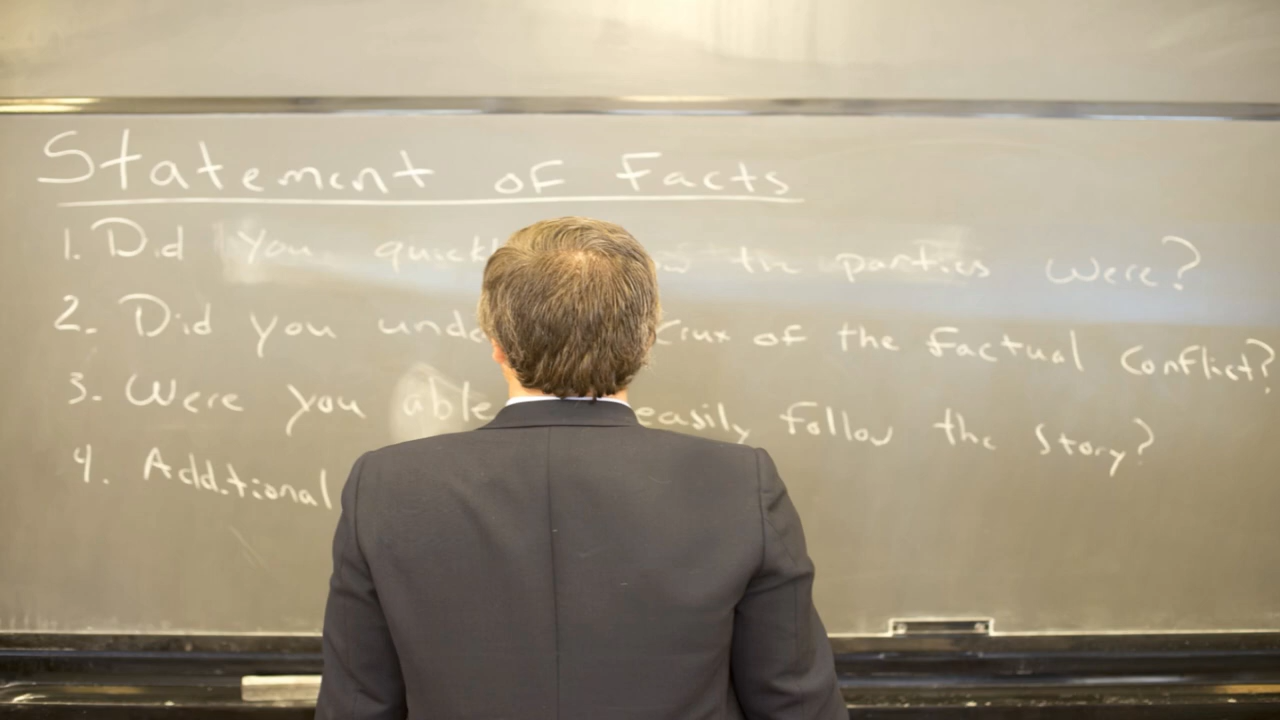 Statement of Facts
1. Did you quickl the parties were?
2. Did you unde crux of the factual conflict?
3. Were you able easily follow the story?
4. Additional